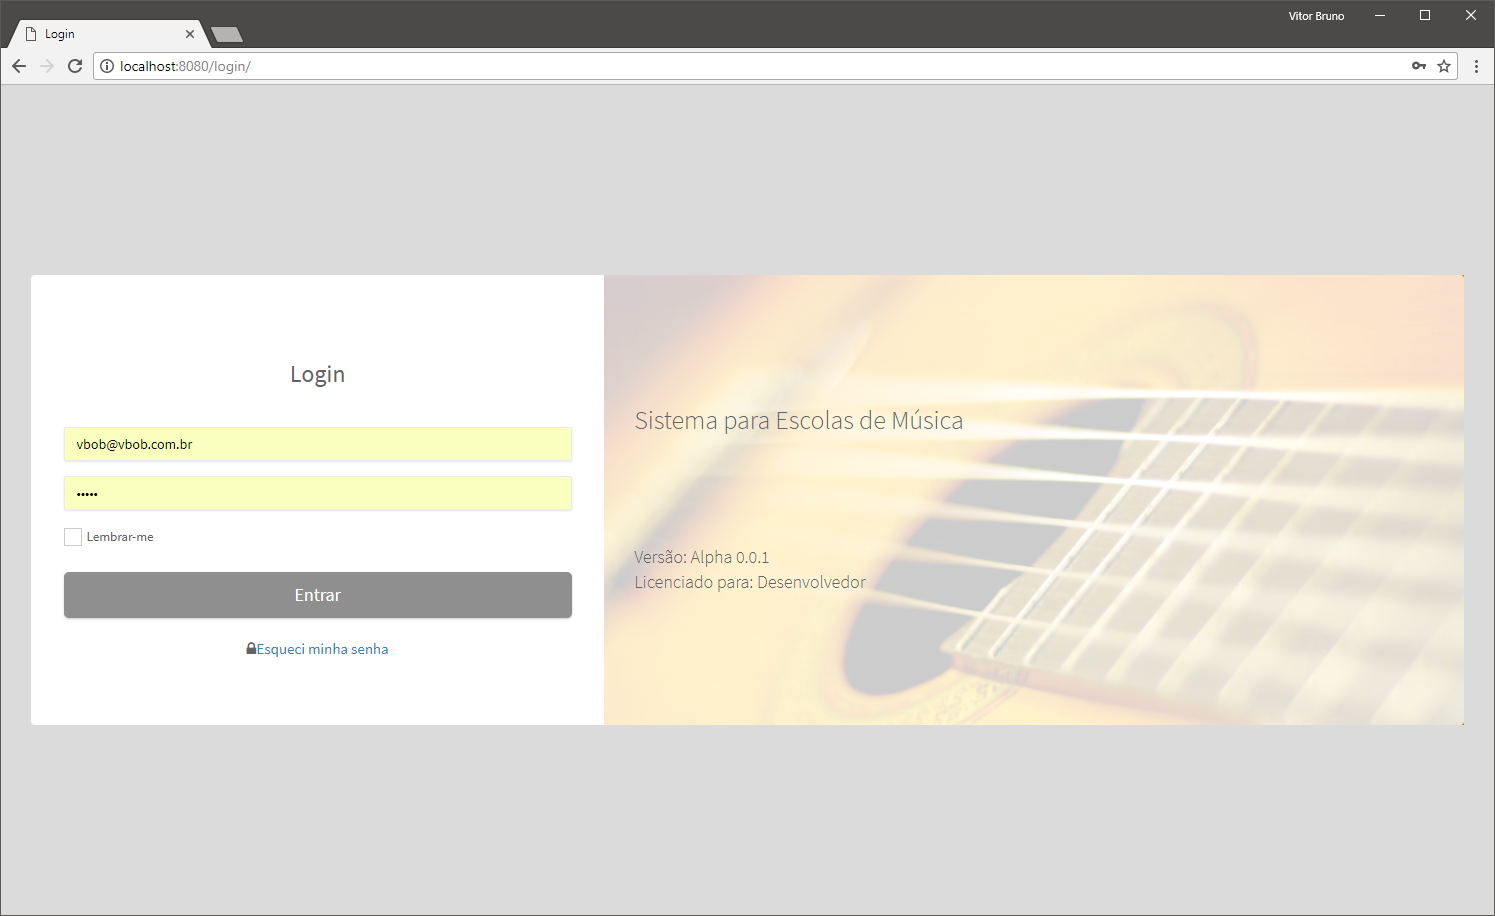 Vitor Bruno
Login
localhost:8080/login/
Login
vbob@vbob.com.br
•••••
Lembrar-me
Entrar
Esqueci minha senha
Sistema para Escolas de Música
Versão: Alpha 0.0.1
Licenciado para: Desenvolvedor